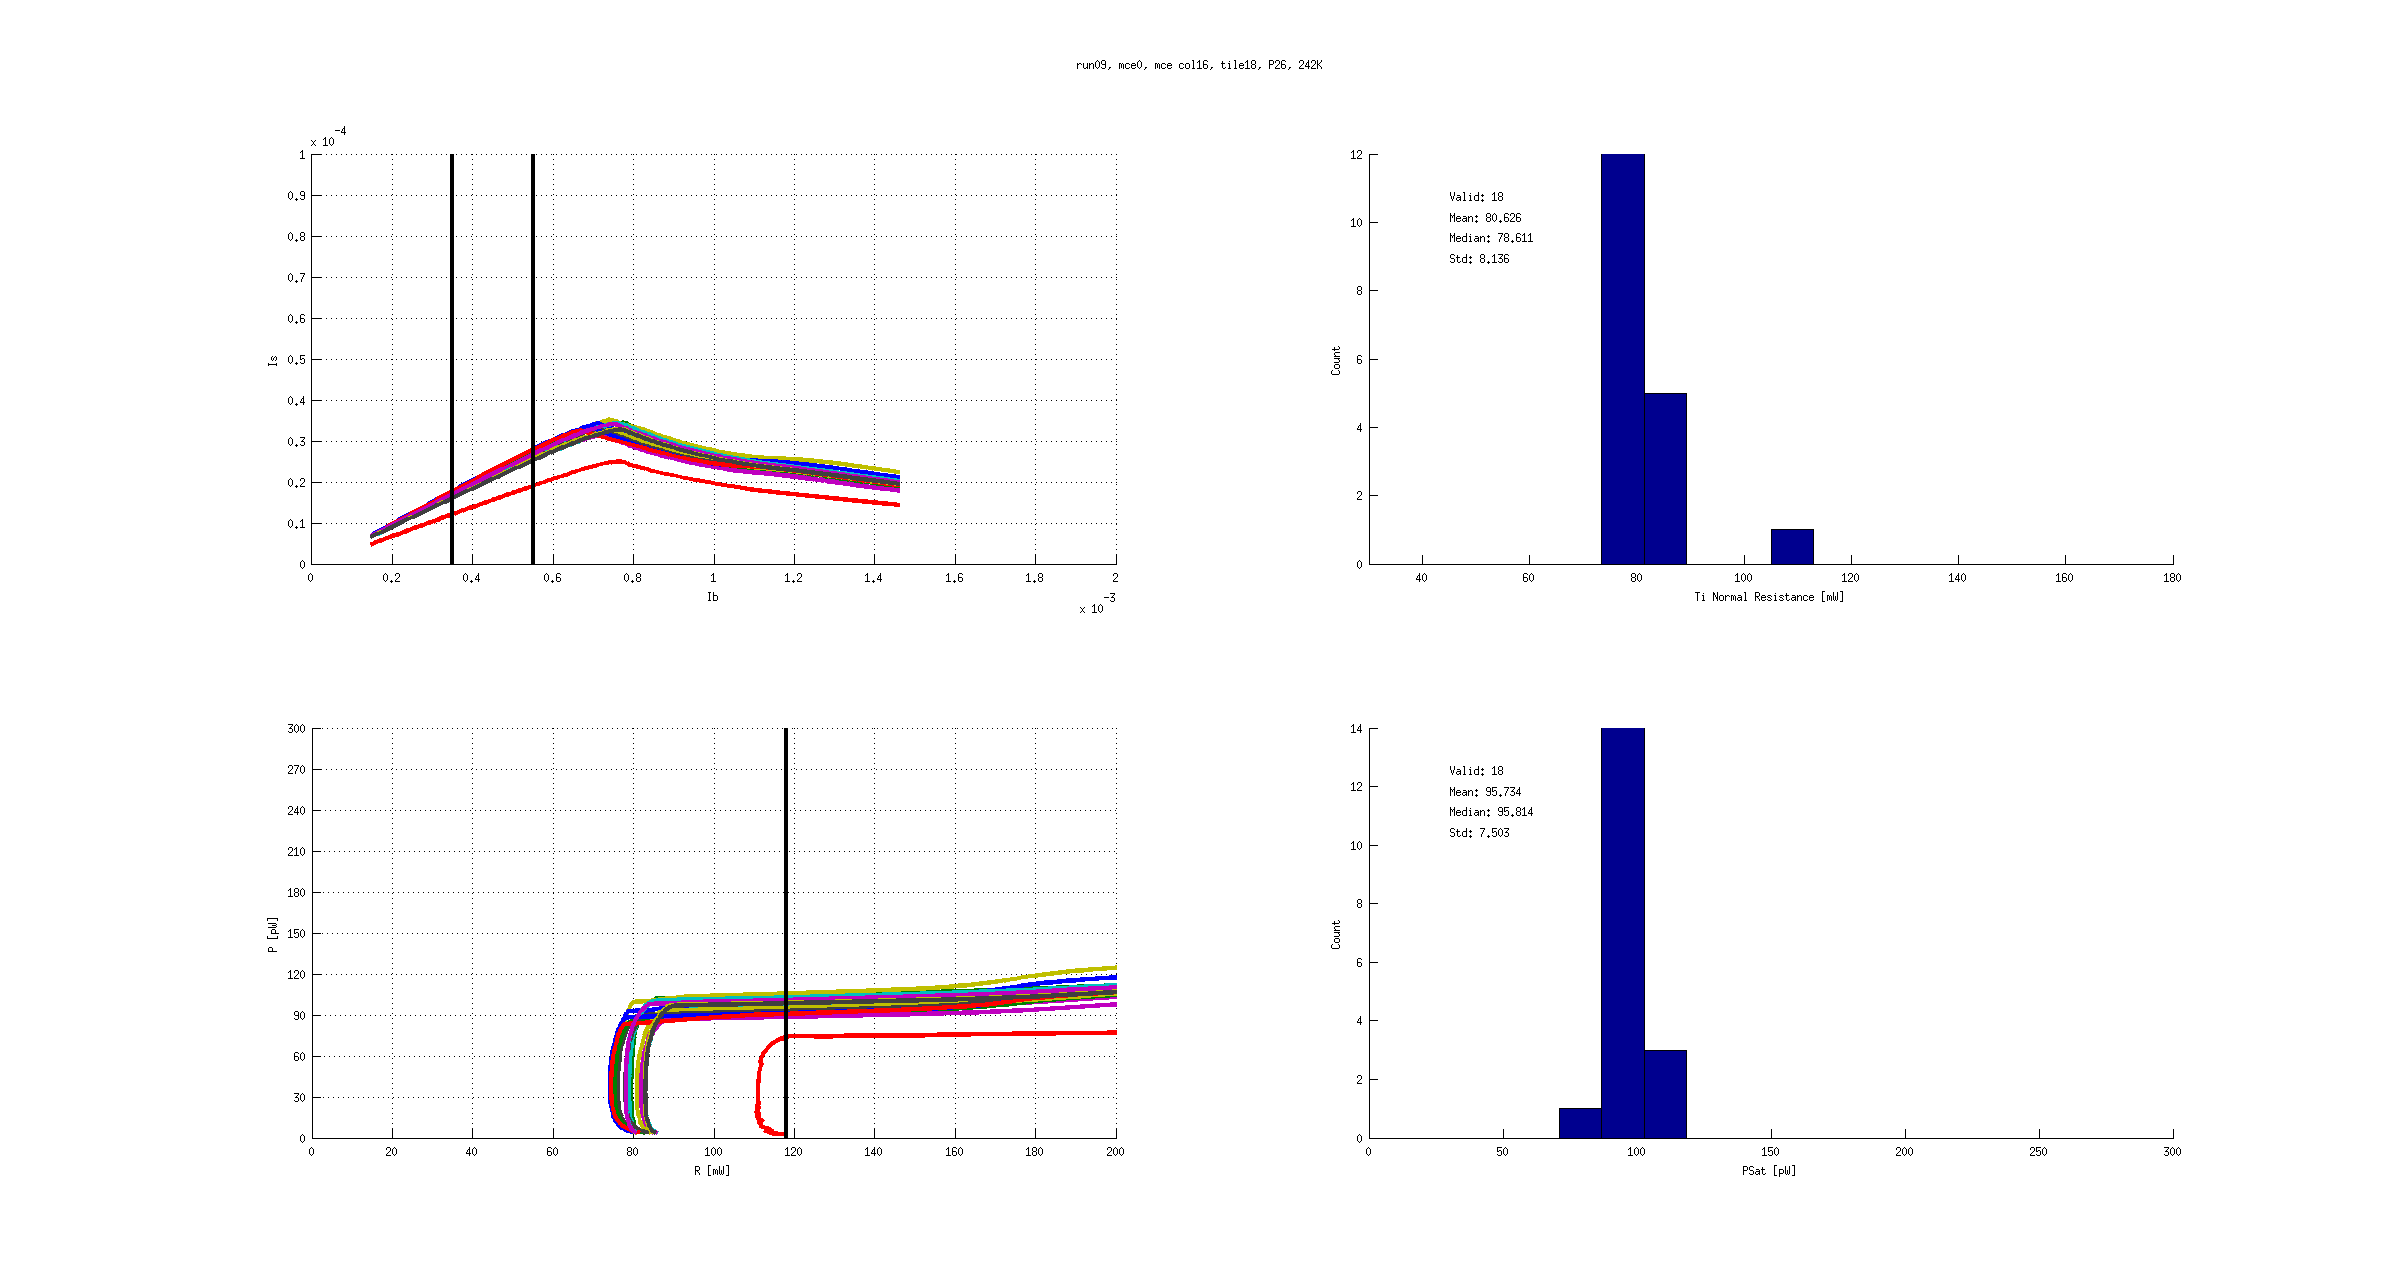 run09, mce0, mce col16, tile18, P26, 242K
x 10^-4
1
0.9
0.8
0.7
0.6
0.5
0.4
0.3
0.2
0.1
0
Is
0 0.2 0.4 0.6 0.8 1 1.2 1.4 1.6 1.8 2
Ib
x 10^-3
12
10
8
6
4
2
0
Count
Valid: 18
Mean: 80.626
Median: 78.611
Std: 8.136
40 60 80 100 120 140 160 180
Ti Normal Resistance [mW]
300
270
240
210
180
150
120
90
60
30
0
P [pW]
0 20 40 60 80 100 120 140 160 180 200
R [mW]
14
12
10
8
6
4
2
0
Count
Valid: 18
Mean: 95.734
Median: 95.814
Std: 7.503
0 50 100 150 200 250 300
PSat [pW]